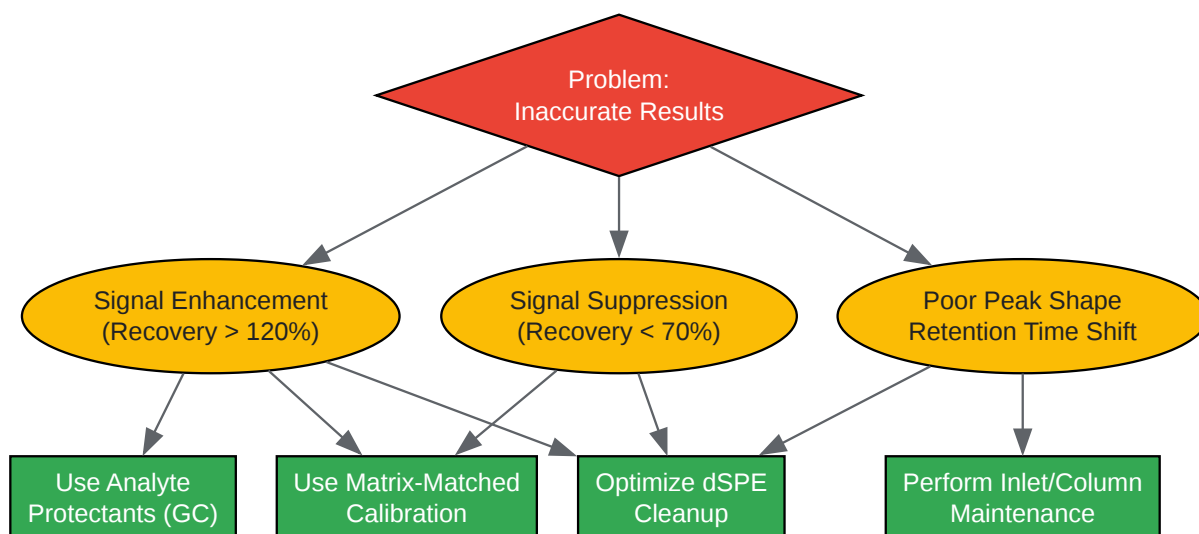 Problem:
Inaccurate Results
Signal Enhancement
(Recovery > 120%)
Signal Suppression
(Recovery < 70%)
Poor Peak Shape
Retention Time Shift
Use Analyte
Protectants (GC)
Use Matrix-Matched
Calibration
Optimize dSPE
Cleanup
Perform Inlet/Column
Maintenance